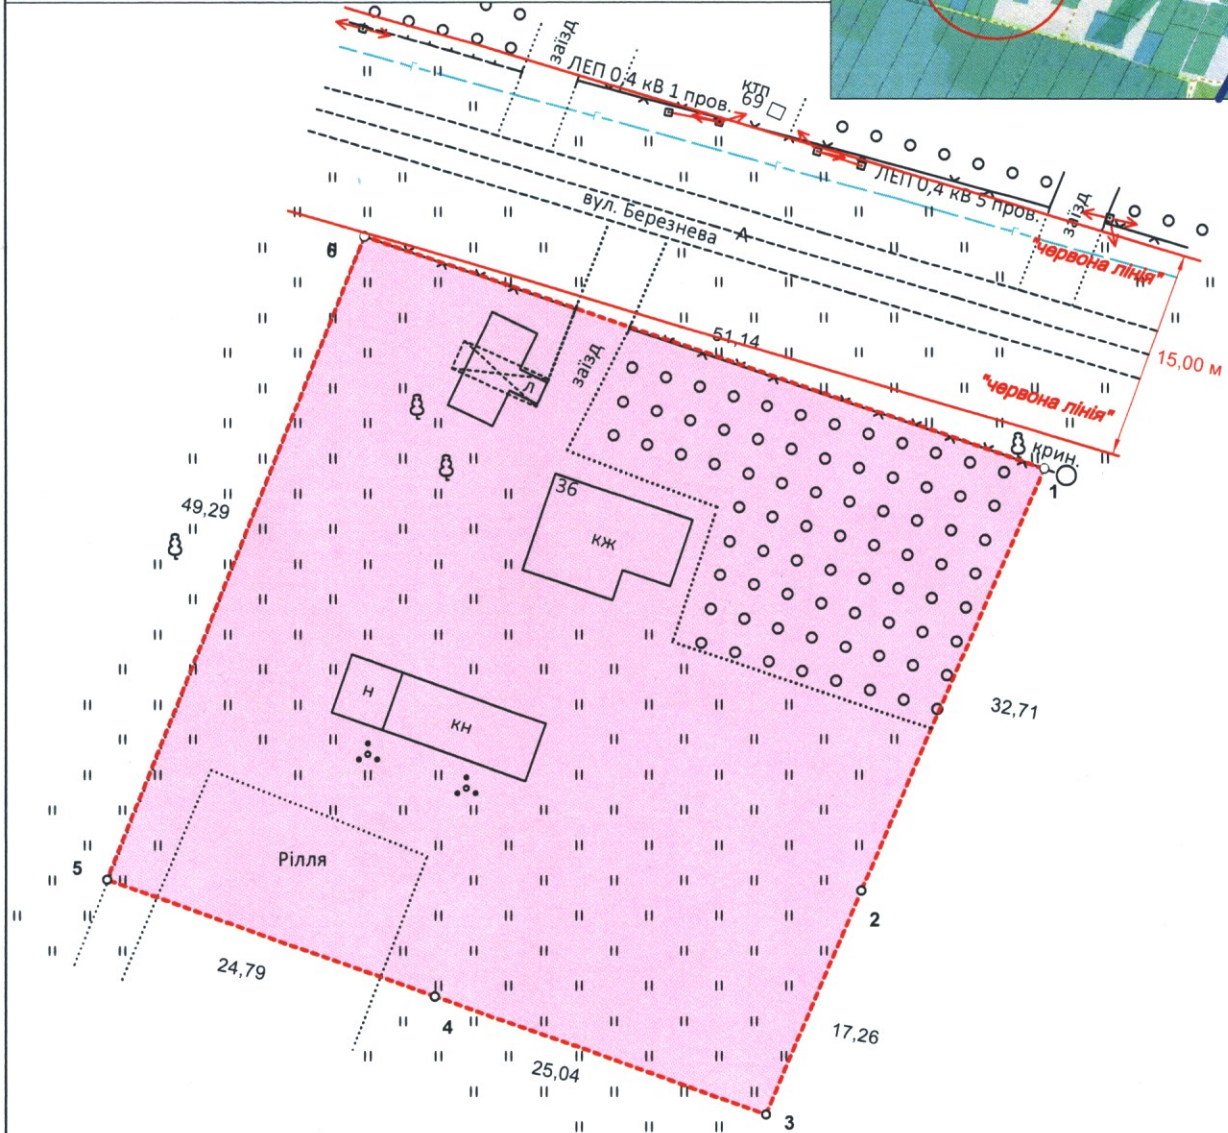 заїзд
ЛЕП 0,4 кВ 1 пров.
КТП
69
ЛЕП 0,4 кВ 5 пров.
заїзд
вул. Березнева
А
"червона лінія"
15,00 м
"червона лінія"
6
51,14
заїзд
Л
крин.
1
36
кж
49,29
32,71
н
кн
Рілля
5
2
24,79
4
17,26
25,04
3